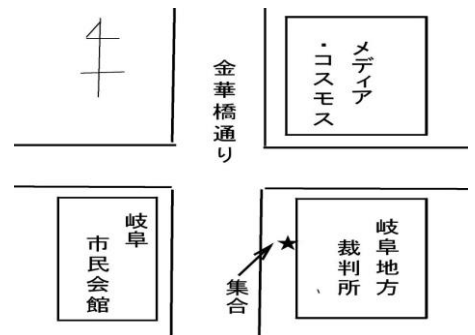 金華橋通り
メディア
・コスモス
岐阜
市民会館
集合
★
岐阜地方
裁判所